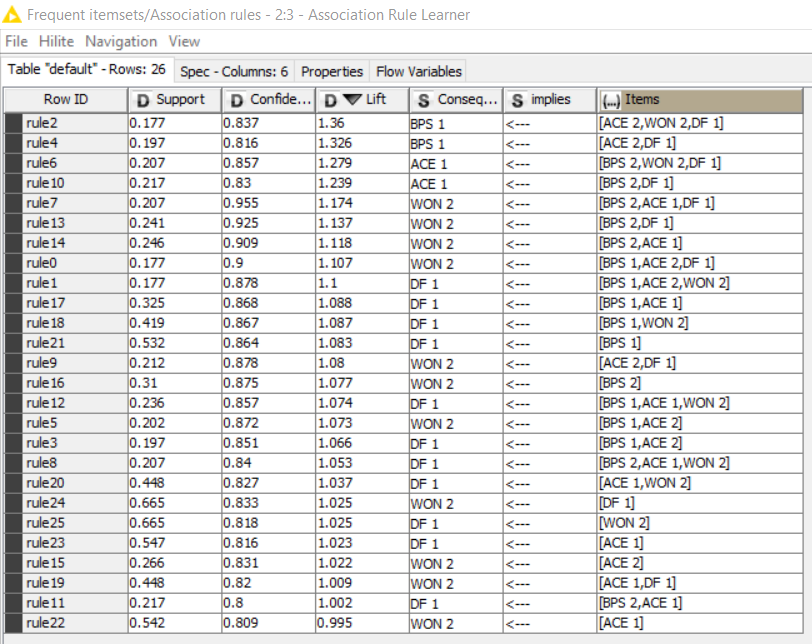 Frequent itemsets/Association rules - 2:3 - Association Rule Learner
File Hilite Navigation View
Table "default" - Rows: 26 Spec - Columns: 6 Properties Flow Variables
Row ID D Support D Confide... D Lift S Conseq... S implies {...} Items
rule2 0.177 0.837 1.36 BPS 1 <--- [ACE 2,WON 2,DF 1]
rule4 0.197 0.816 1.326 BPS 1 <--- [ACE 2,DF 1]
rule6 0.207 0.857 1.279 ACE 1 <--- [BPS 2,WON 2,DF 1]
rule10 0.217 0.83 1.239 ACE 1 <--- [BPS 2,DF 1]
rule7 0.207 0.955 1.174 WON 2 <--- [BPS 2,ACE 1,DF 1]
rule13 0.241 0.925 1.137 WON 2 <--- [BPS 2,DF 1]
rule14 0.246 0.909 1.118 WON 2 <--- [BPS 2,ACE 1]
rule0 0.177 0.9 1.107 WON 2 <--- [BPS 1,ACE 2,DF 1]
rule1 0.177 0.878 1.1 DF 1 <--- [BPS 1,ACE 2,WON 2]
rule17 0.325 0.868 1.088 DF 1 <--- [BPS 1,ACE 1]
rule18 0.419 0.867 1.087 DF 1 <--- [BPS 1,WON 2]
rule21 0.532 0.864 1.083 DF 1 <--- [BPS 1]
rule9 0.212 0.878 1.08 WON 2 <--- [ACE 2,DF 1]
rule16 0.31 0.875 1.077 WON 2 <--- [BPS 2]
rule12 0.236 0.857 1.074 DF 1 <--- [BPS 1,ACE 1,WON 2]
rule5 0.202 0.872 1.073 WON 2 <--- [BPS 1,ACE 2]
rule3 0.197 0.851 1.066 DF 1 <--- [BPS 1,ACE 2]
rule8 0.207 0.84 1.053 DF 1 <--- [BPS 2,ACE 1,WON 2]
rule20 0.448 0.827 1.037 DF 1 <--- [ACE 1,WON 2]
rule24 0.665 0.833 1.025 WON 2 <--- [DF 1]
rule25 0.665 0.818 1.025 DF 1 <--- [WON 2]
rule23 0.547 0.816 1.023 DF 1 <--- [ACE 1]
rule15 0.266 0.831 1.022 WON 2 <--- [ACE 2]
rule19 0.448 0.82 1.009 WON 2 <--- [ACE 1,DF 1]
rule11 0.217 0.8 1.002 DF 1 <--- [BPS 2,ACE 1]
rule22 0.542 0.809 0.995 WON 2 <--- [ACE 1]